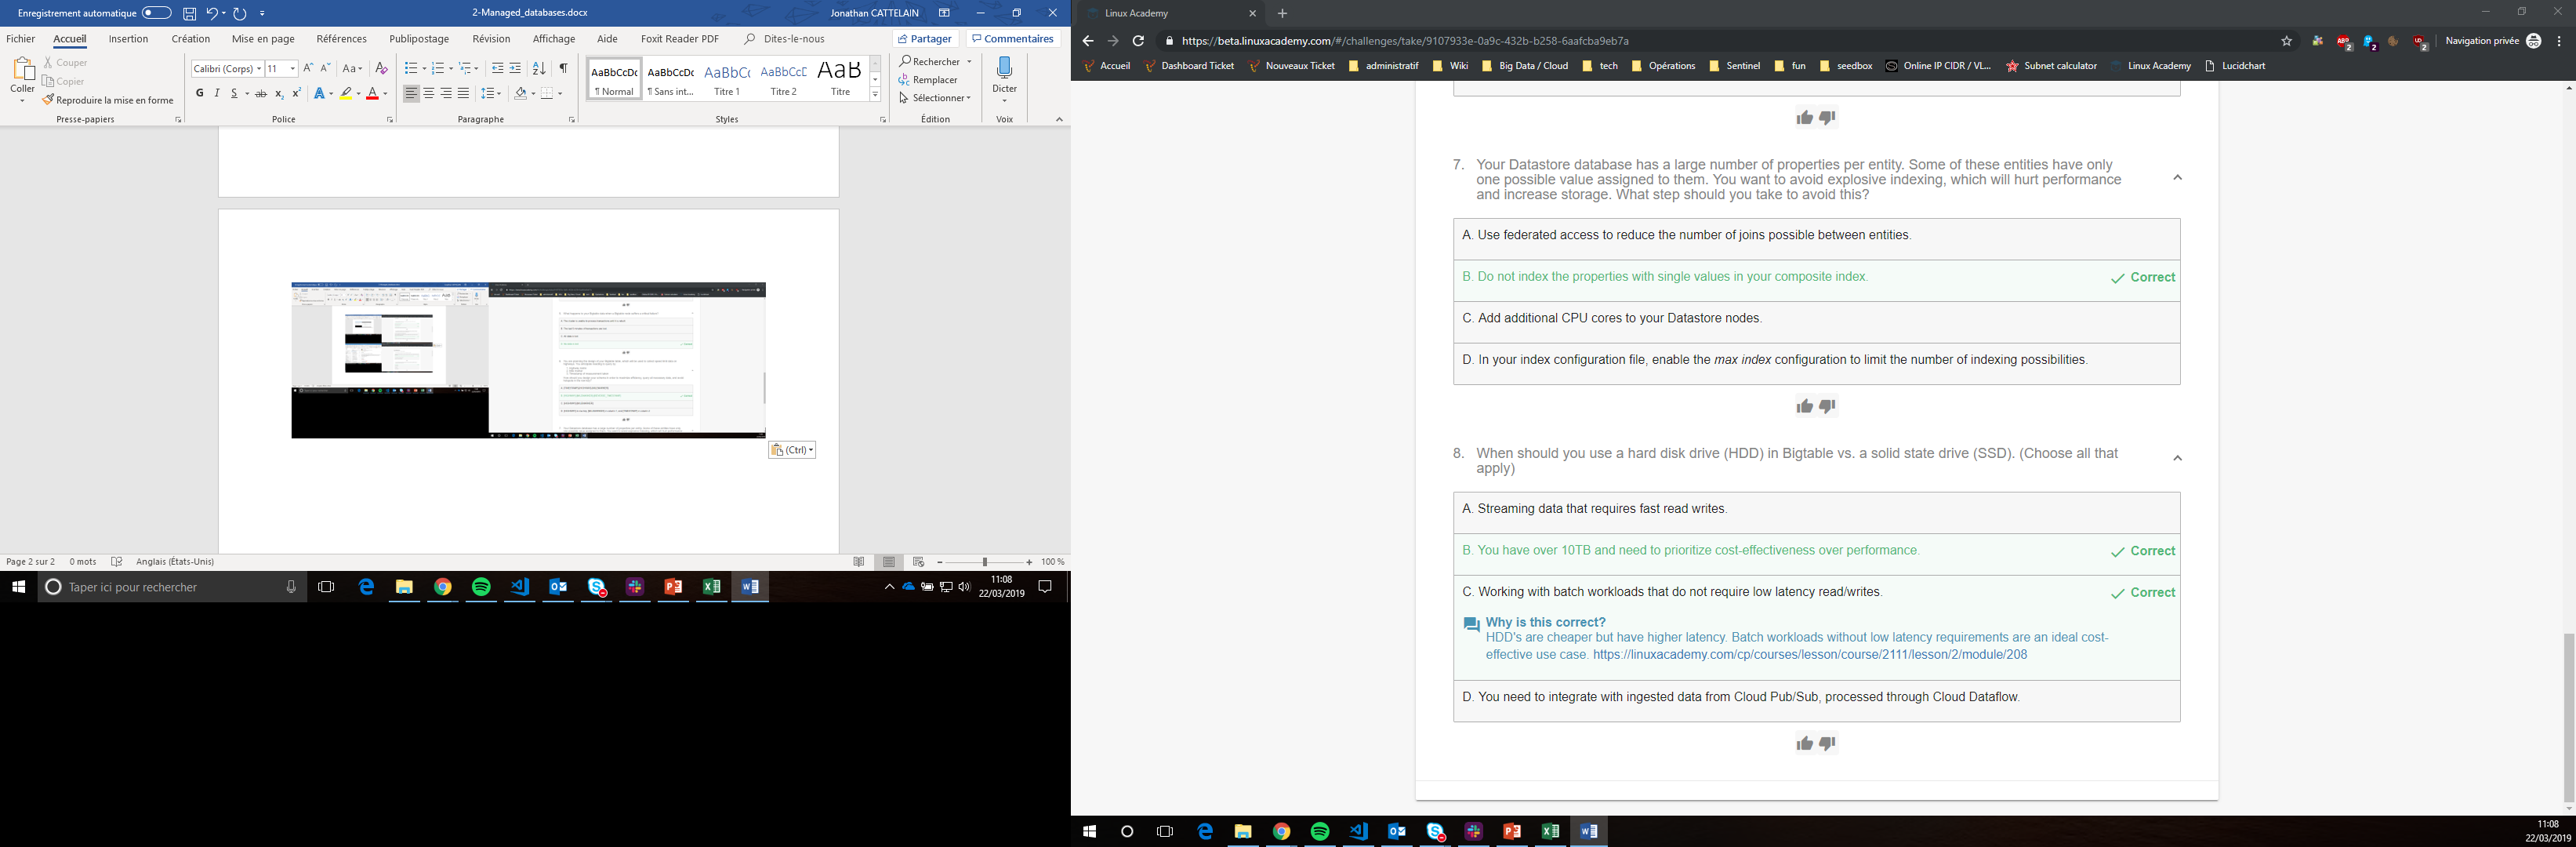 Enregistrement automatique
2-Managed_databases.docx
Jonathan CATTELAIN
Fichier Accueil Insertion Création Mise en page Références Publipostage Révision Affichage Aide Foxit Reader PDF Dites-le-nous Partager Commentaires
Coller
Couper
Copier
Reproduire la mise en forme
Presse-papiers
Calibri (Corps) 11
G I S ab
Police
Paragraphe
AaBbCcDc AaBbCcDc AaBbCc AaBbCcD AaB
¶ Normal ¶ Sans int... Titre 1 Titre 2 Titre
Styles
Rechercher
Remplacer
Sélectionner
Édition
Dicter
Voix
(Ctrl)
Page 2 sur 2 0 mots Anglais (États-Unis) 100 %
Taper ici pour rechercher
11:08
22/03/2019
Linux Academy
https://beta.linuxacademy.com/#/challenges/take/9107933e-0a9c-432b-b258-6aafcba9eb7a
Navigation privée
Accueil Dashboard Ticket Nouveaux Ticket administratif Wiki Big Data / Cloud tech Opérations Sentinel fun seedbox Online IP CIDR / VL... Subnet calculator Linux Academy Lucidchart
7. Your Datastore database has a large number of properties per entity. Some of these entities have only
one possible value assigned to them. You want to avoid explosive indexing, which will hurt performance
and increase storage. What step should you take to avoid this?
A. Use federated access to reduce the number of joins possible between entities.
B. Do not index the properties with single values in your composite index. Correct
C. Add additional CPU cores to your Datastore nodes.
D. In your index configuration file, enable the max index configuration to limit the number of indexing possibilities.
8. When should you use a hard disk drive (HDD) in Bigtable vs. a solid state drive (SSD). (Choose all that
apply)
A. Streaming data that requires fast read writes.
B. You have over 10TB and need to prioritize cost-effectiveness over performance. Correct
C. Working with batch workloads that do not require low latency read/writes. Correct
Why is this correct?
HDD's are cheaper but have higher latency. Batch workloads without low latency requirements are an ideal cost-
effective use case. https://linuxacademy.com/cp/courses/lesson/course/2111/lesson/2/module/208
D. You need to integrate with ingested data from Cloud Pub/Sub, processed through Cloud Dataflow.
11:08
22/03/2019